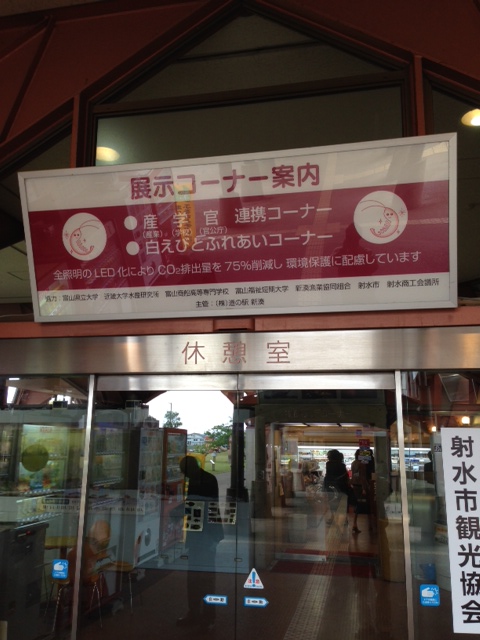 展示コーナー案内
●産 学 官 連携コーナー
(産業)・(学校)・(官公庁)
●白えびとふれあいコーナー
全照明のLED化によりCO₂排出量を75%削減し環境保護に配慮しています
協力：富山県立大学 近畿大学水産研究所 富山商船高等専門学校 富山福祉短期大学 新湊漁業協同組合 射水市 射水商工会議所
主管：(株)道の駅 新湊
休憩室
射水市観光協会